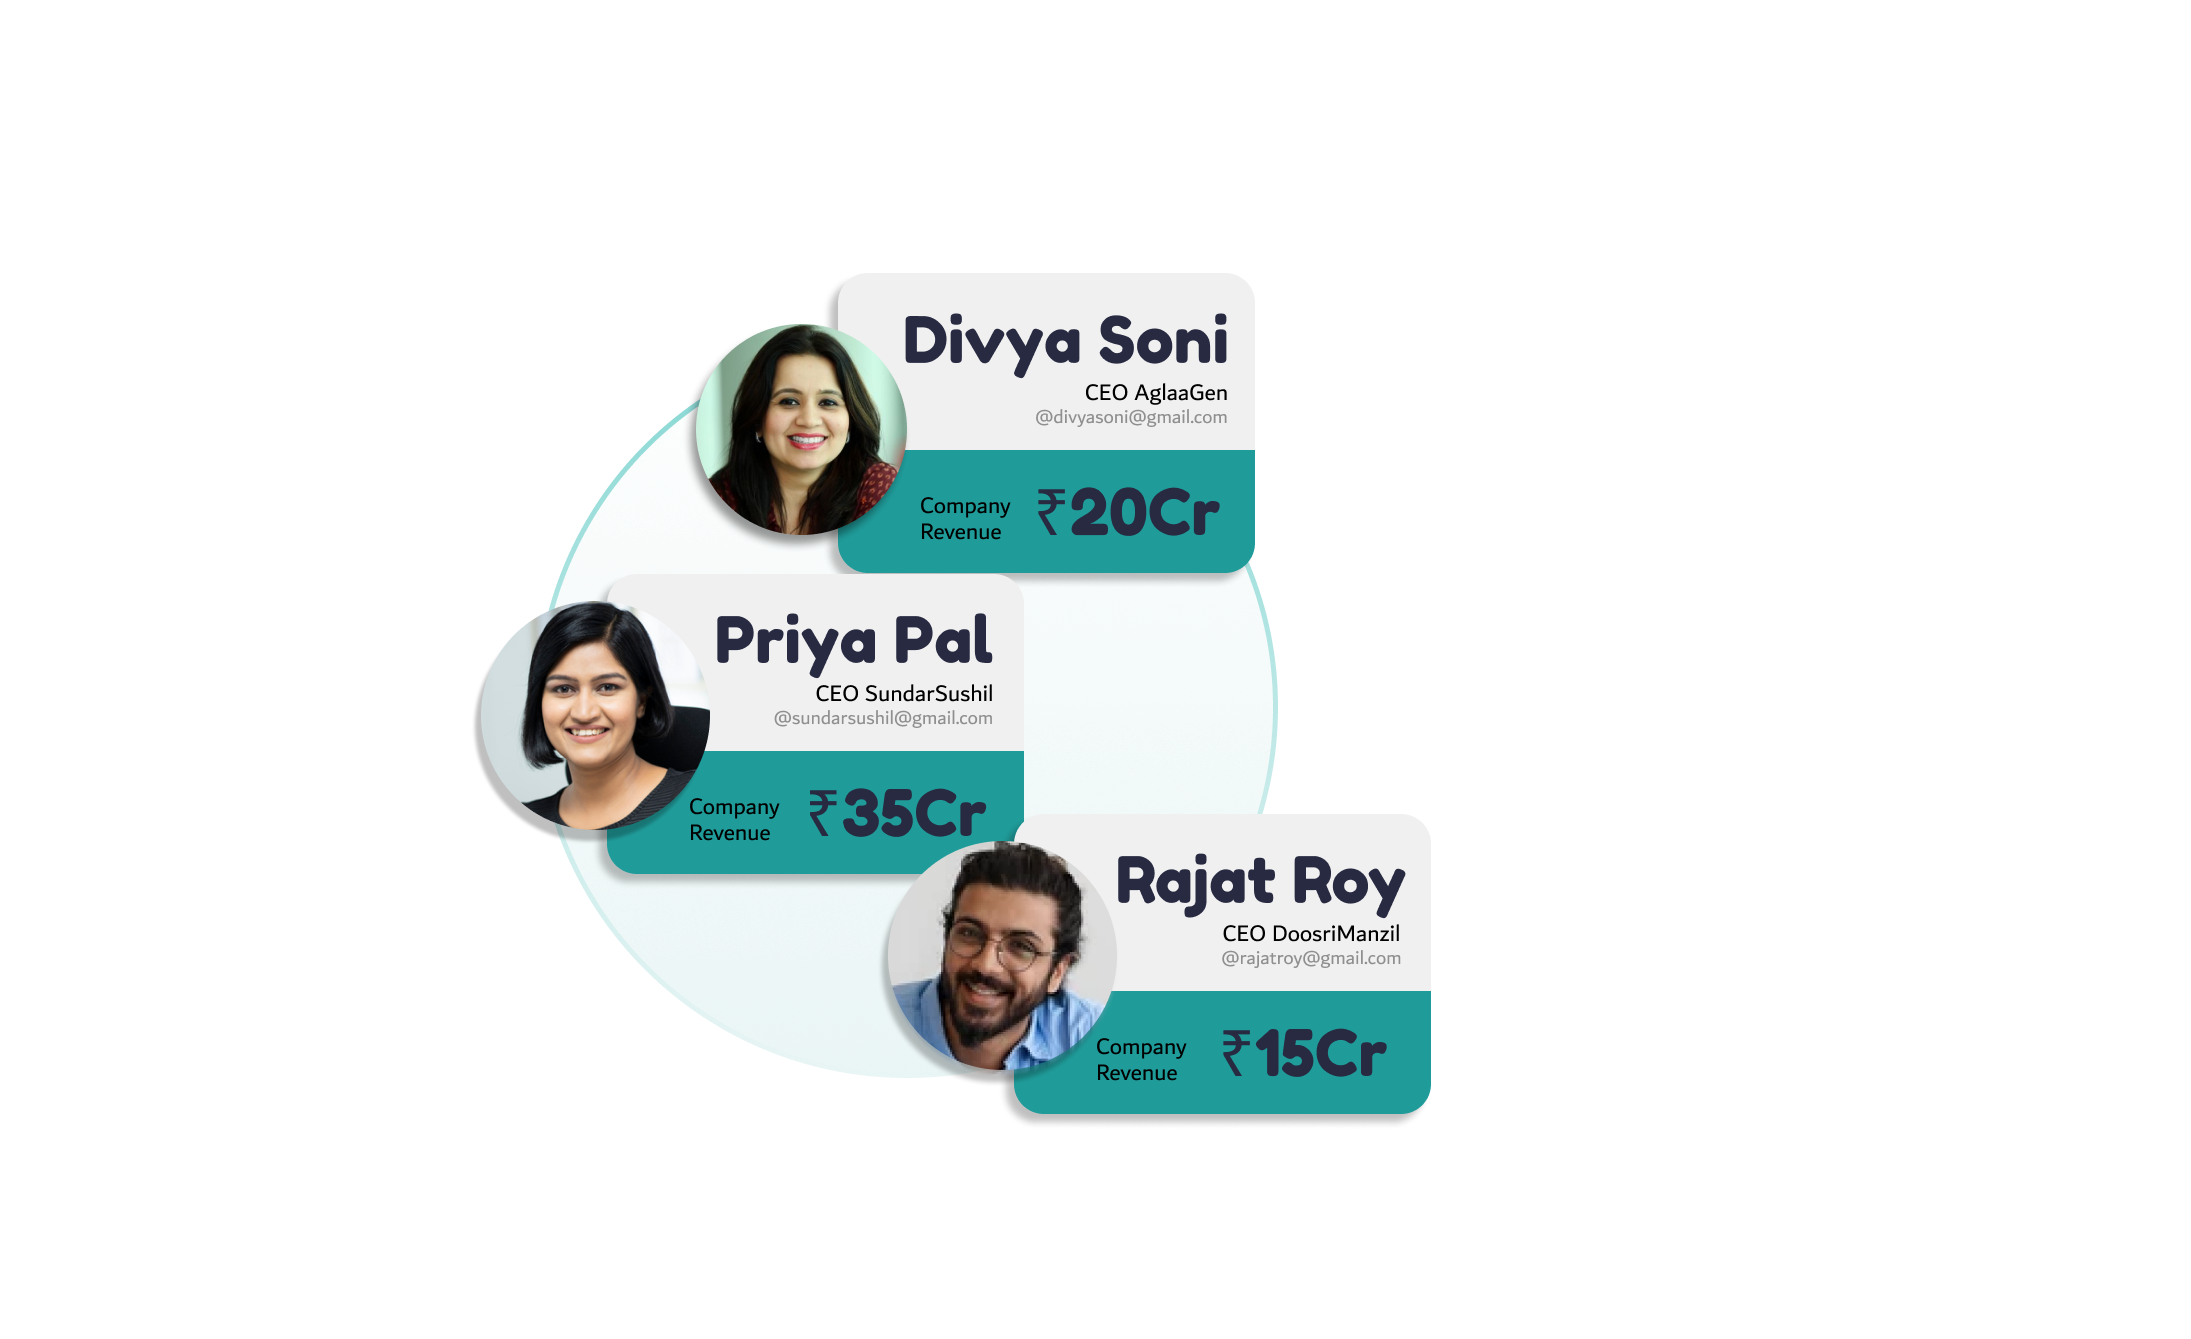 Divya Soni
CEO AglaaGen
@divyasoni@gmail.com
Company
Revenue
₹20Cr
Priya Pal
CEO SundarSushil
@sundarsushil@gmail.com
Company
Revenue
₹35Cr
Rajat Roy
CEO DoosriManzil
@rajatroy@gmail.com
Company
Revenue
₹15Cr